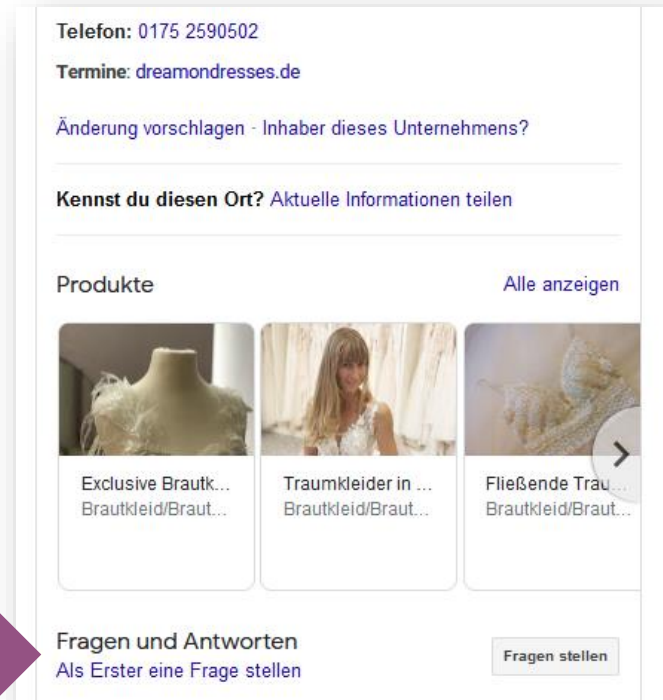 Telefon: 0175 2590502
Termine: dreamondresses.de
Änderung vorschlagen · Inhaber dieses Unternehmens?
Kennst du diesen Ort? Aktuelle Informationen teilen
Produkte
Alle anzeigen
Exclusive Brautk...
Brautkleid/Braut...
Traumkleider in ...
Brautkleid/Braut...
Fließende Trau...
Brautkleid/Braut...
Fragen und Antworten
Fragen stellen
Als Erster eine Frage stellen